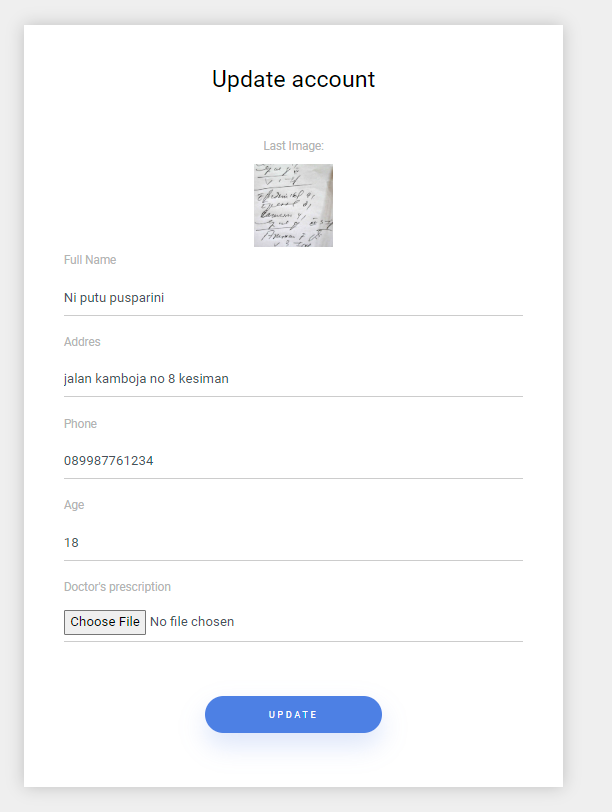 Update account
Last Image:
Full Name
Ni putu pusparini
Addres
jalan kamboja no 8 kesiman
Phone
089987761234
Age
18
Doctor's prescription
Choose File No file chosen
UPDATE